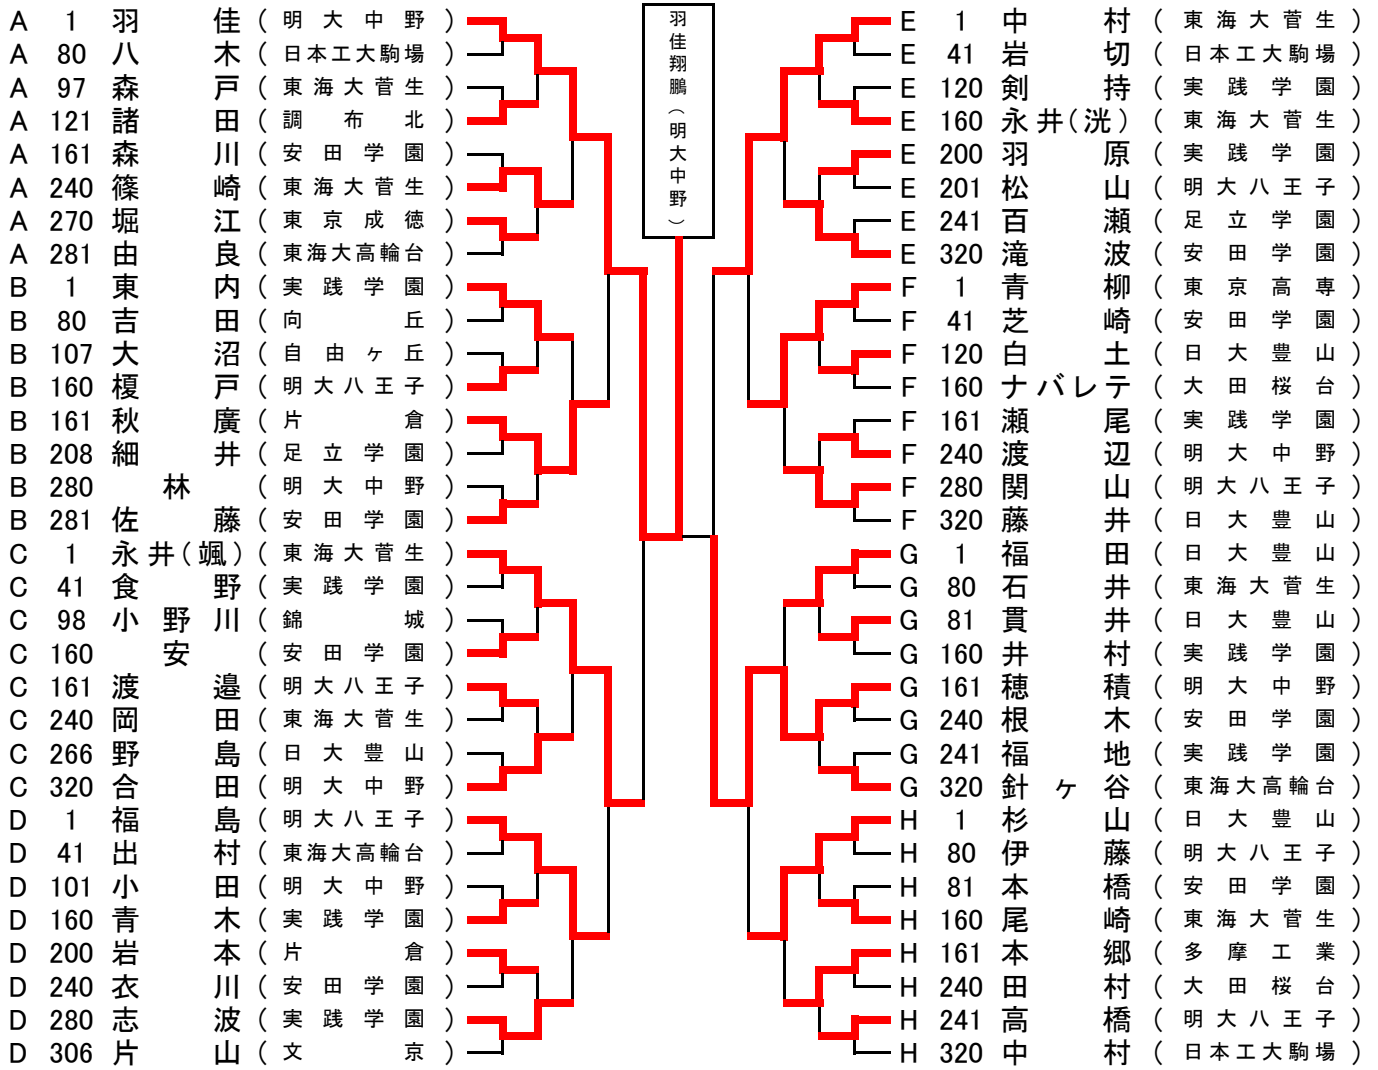 A 1 羽佳 (明大中野)
A 80 八木 (日本工大駒場)
A 97 森戸 (東海大菅生)
A 121 諸田 (調布北)
A 161 森川 (安田学園)
A 240 篠崎 (東海大菅生)
A 270 堀江 (東京成徳)
A 281 由良 (東海大高輪台)
B 1 東内 (実践学園)
B 80 吉田 (向丘)
B 107 大沼 (自由ヶ丘)
B 160 榎戸 (明大八王子)
B 161 秋廣 (片倉)
B 208 細井 (足立学園)
B 280 林 (明大中野)
B 281 佐藤 (安田学園)
C 1 永井(颯) (東海大菅生)
C 41 食野 (実践学園)
C 98 小野川 (錦城)
C 160 安 (安田学園)
C 161 渡邉 (明大八王子)
C 240 岡田 (東海大菅生)
C 266 野島 (日大豊山)
C 320 合田 (明大中野)
D 1 福島 (明大八王子)
D 41 出村 (東海大高輪台)
D 101 小田 (明大中野)
D 160 青木 (実践学園)
D 200 岩本 (片倉)
D 240 衣川 (安田学園)
D 280 志波 (実践学園)
D 306 片山 (文京)
羽佳翔鵬(明大中野)
E 1 中村 (東海大菅生)
E 41 岩切 (日本工大駒場)
E 120 剣持 (実践学園)
E 160 永井(洸) (東海大菅生)
E 200 羽原 (実践学園)
E 201 松山 (明大八王子)
E 241 百瀬 (足立学園)
E 320 滝波 (安田学園)
F 1 青柳 (東京高専)
F 41 芝崎 (安田学園)
F 120 白土 (日大豊山)
F 160 ナバレテ (大田桜台)
F 161 瀬尾 (実践学園)
F 240 渡辺 (明大中野)
F 280 関山 (明大八王子)
F 320 藤井 (日大豊山)
G 1 福田 (日大豊山)
G 80 石井 (東海大菅生)
G 81 貫井 (日大豊山)
G 160 井村 (実践学園)
G 161 穂積 (明大中野)
G 240 根木 (安田学園)
G 241 福地 (実践学園)
G 320 針ヶ谷 (東海大高輪台)
H 1 杉山 (日大豊山)
H 80 伊藤 (明大八王子)
H 81 本橋 (安田学園)
H 160 尾崎 (東海大菅生)
H 161 本郷 (多摩工業)
H 240 田村 (大田桜台)
H 241 高橋 (明大八王子)
H 320 中村 (日本工大駒場)